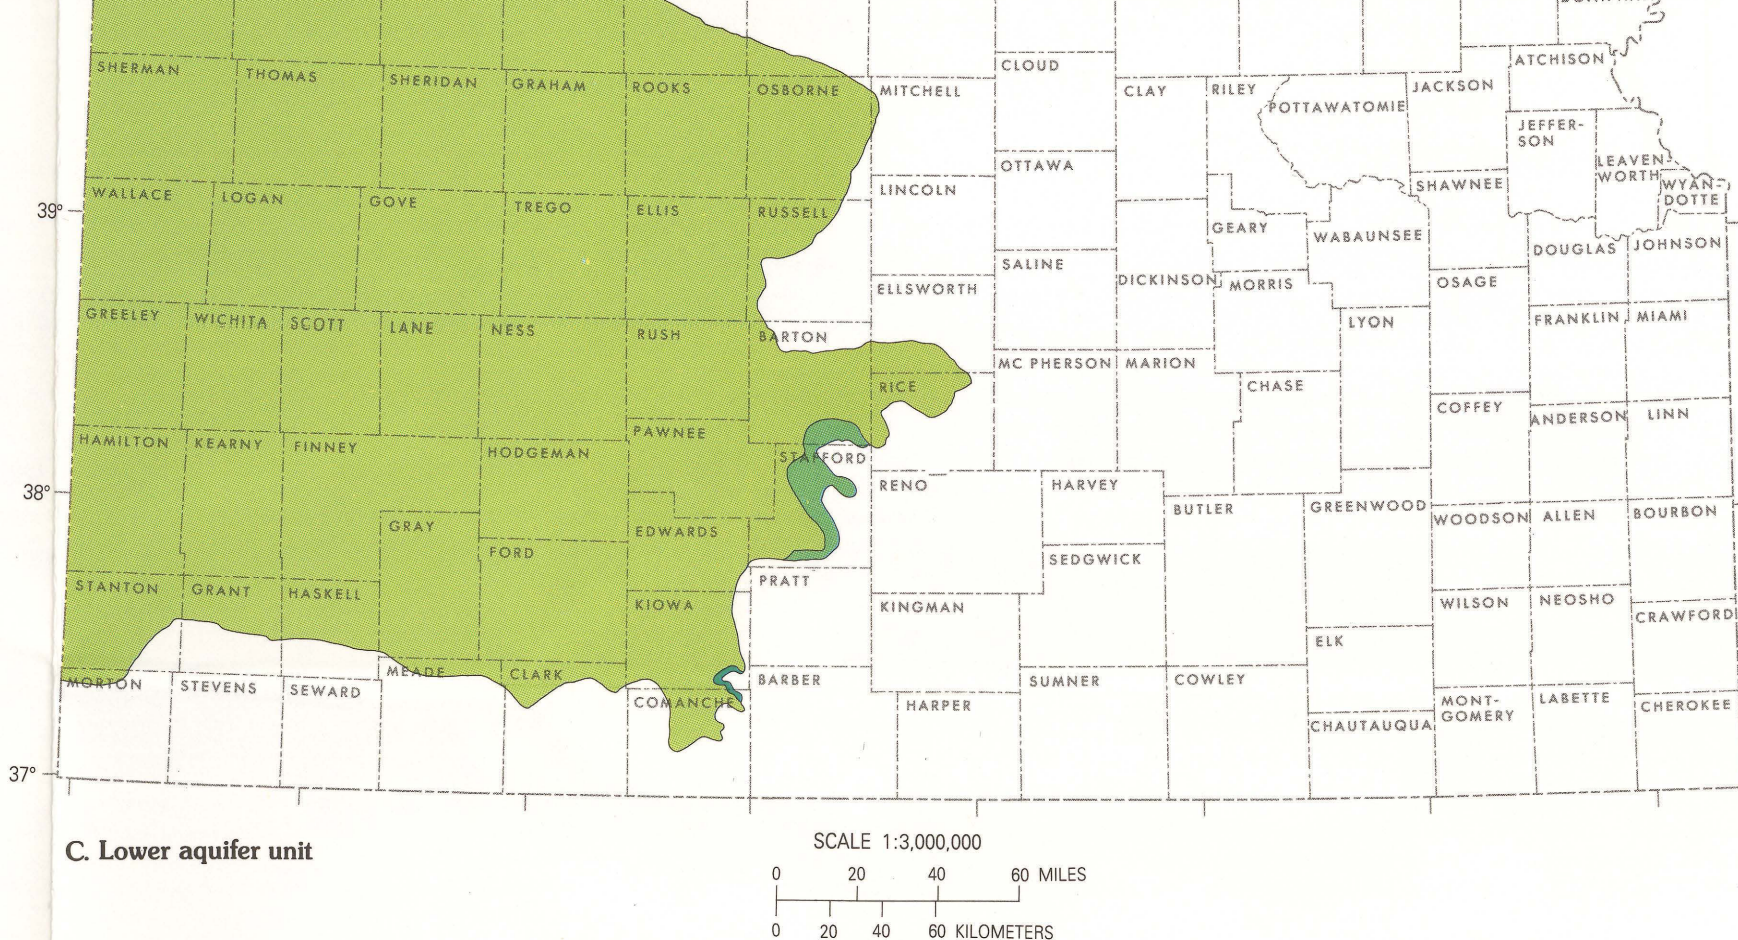 CLOUD
ATCHISON
SHERMAN
THOMAS
SHERIDAN
GRAHAM
ROOKS
OSBORNE
MITCHELL
CLAY
RILEY
POTTAWATOMIE
JACKSON
JEFFER-
SON
OTTAWA
LEAVEN-
WORTH
WYAN-
DOTTE
WALLACE
LOGAN
GOVE
TREGO
ELLIS
RUSSELL
LINCOLN
SHAWNEE
39°
GEARY
WABAUNSEE
DOUGLAS
JOHNSON
SALINE
DICKINSON
MORRIS
OSAGE
ELLSWORTH
GREELEY
WICHITA
SCOTT
LANE
NESS
RUSH
BARTON
LYON
FRANKLIN
MIAMI
MC PHERSON
MARION
RICE
CHASE
COFFEY
ANDERSON
LINN
HAMILTON
KEARNY
FINNEY
HODGEMAN
PAWNEE
STAFFORD
38°
RENO
HARVEY
BUTLER
GREENWOOD
WOODSON
ALLEN
BOURBON
GRAY
FORD
EDWARDS
SEDGWICK
STANTON
GRANT
HASKELL
KIOWA
PRATT
KINGMAN
WILSON
NEOSHO
CRAWFORD
ELK
MORTON
STEVENS
SEWARD
MEADE
CLARK
COMANCHE
BARBER
HARPER
SUMNER
COWLEY
CHAUTAUQUA
MONT-
GOMERY
LABETTE
CHEROKEE
37°
C. Lower aquifer unit
SCALE 1:3,000,000
0 20 40 60 MILES
0 20 40 60 KILOMETERS